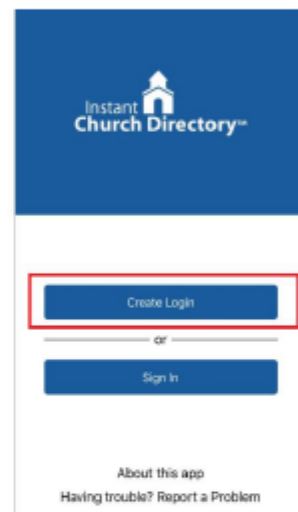 Instant
Church Directory℠
Create Login
or
Sign In
About this app
Having trouble? Report a Problem